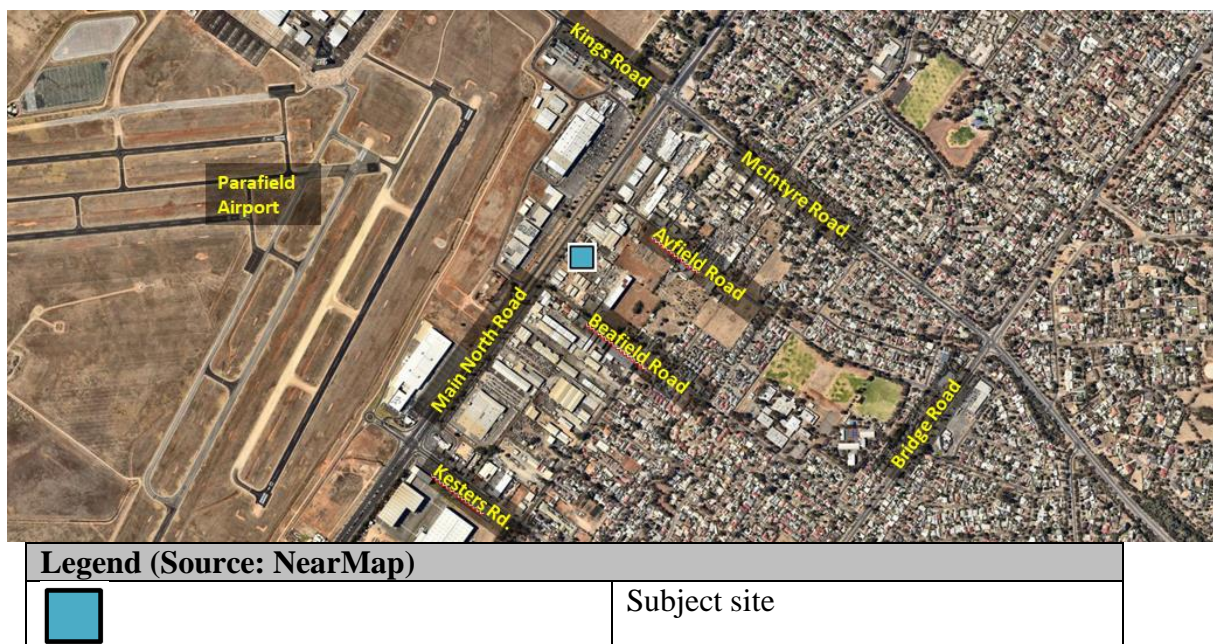 Kings Road
McIntyre Road
Parafield
Airport
Ayfield Road
Main North Road
Beafield Road
Bridge Road
Kesters Rd.
Legend (Source: NearMap)
Subject site